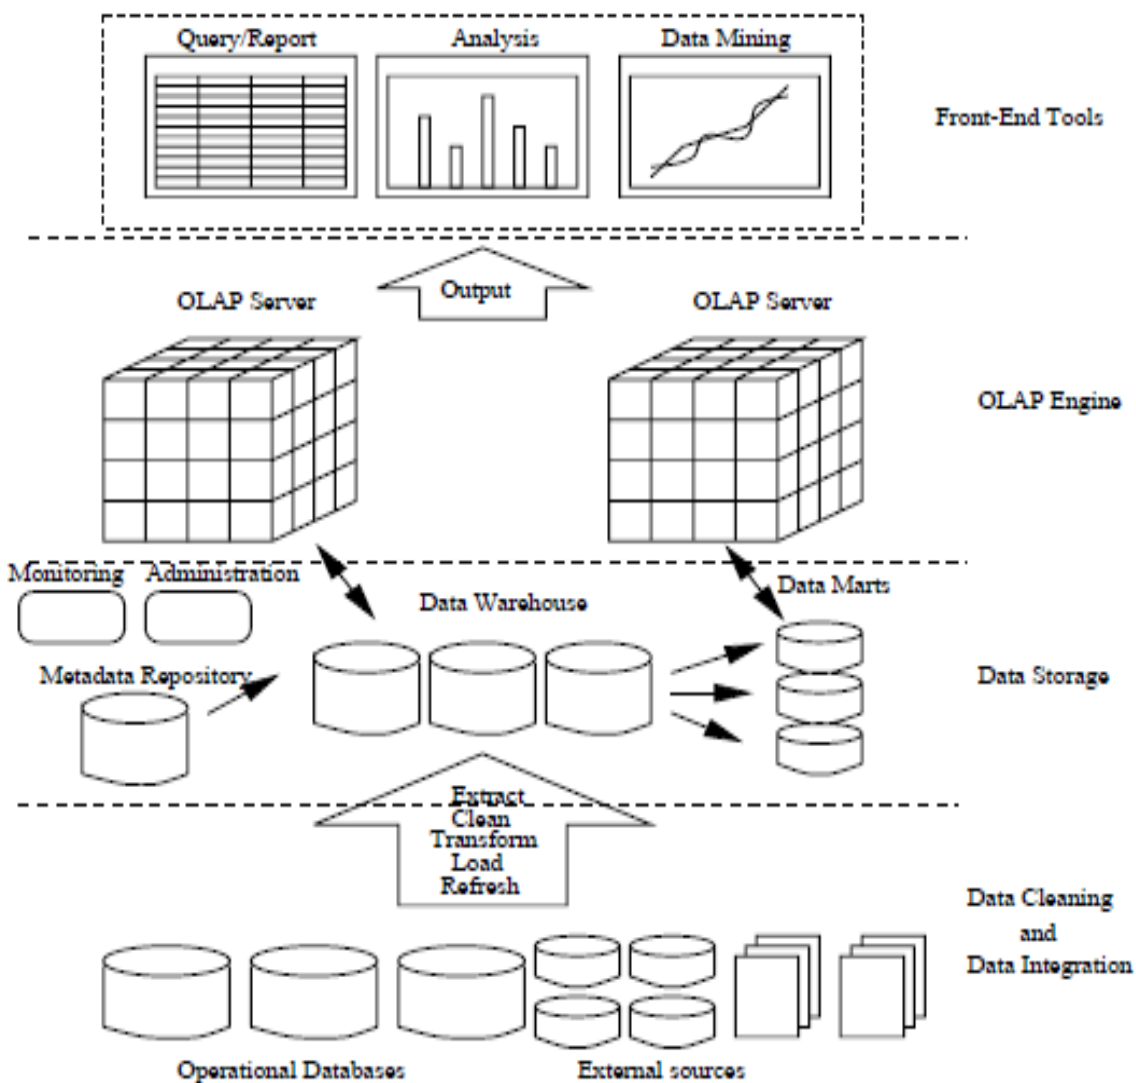 Query/Report
Analysis
Data Mining
Front-End Tools
Output
OLAP Server
OLAP Server
OLAP Engine
Monitoring
Administration
Data Warehouse
Data Marts
Metadata Repository
Data Storage
Extract
Clean
Transform
Load
Refresh
Data Cleaning
and
Data Integration
Operational Databases
External sources